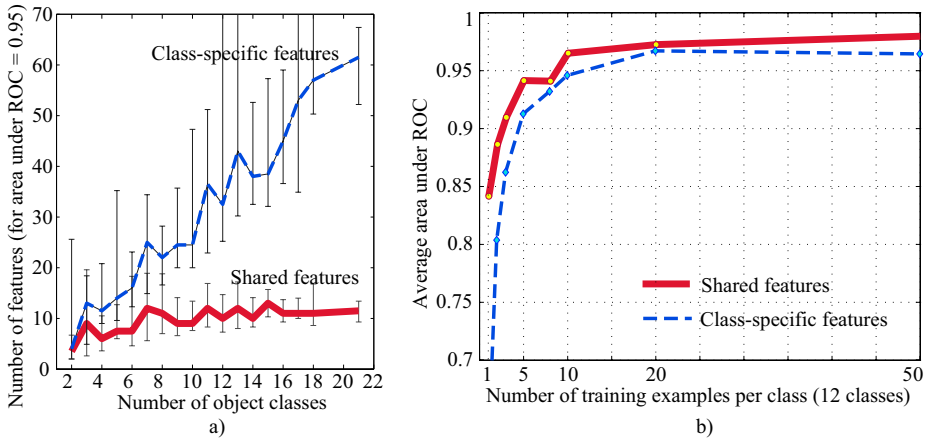 Number of features (for area under ROC = 0.95)
60
50
40
30
20
10
0
Class-specific features
Shared features
2 4 6 8 10 12 14 16 18 20 22
Number of object classes
a)
Average area under ROC
1
0.95
0.9
0.85
0.8
0.75
0.7
Shared features
Class-specific features
1 5 10 20 50
Number of training examples per class (12 classes)
b)